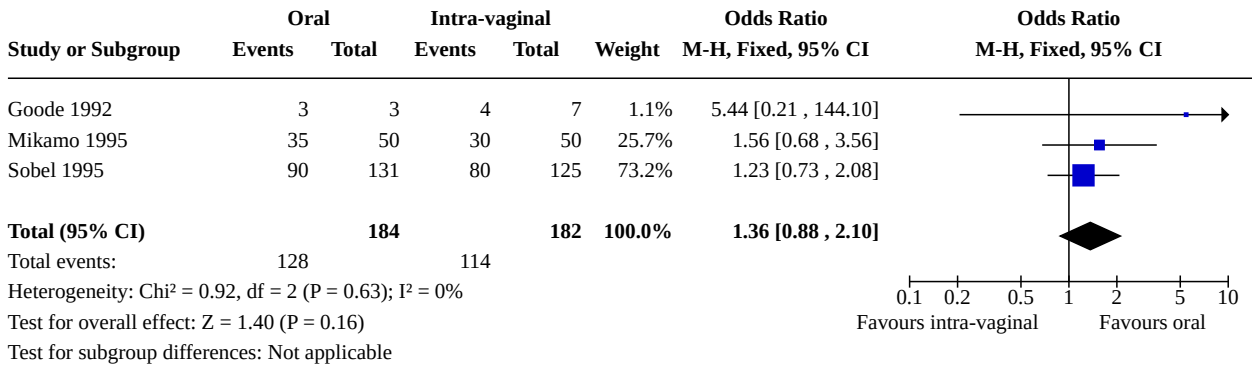 Oral Intra-vaginal Odds Ratio Odds Ratio
Study or Subgroup Events Total Events Total Weight M-H, Fixed, 95% CI M-H, Fixed, 95% CI
Goode 1992 3 3 4 7 1.1% 5.44 [0.21 , 144.10]
Mikamo 1995 35 50 30 50 25.7% 1.56 [0.68 , 3.56]
Sobel 1995 90 131 80 125 73.2% 1.23 [0.73 , 2.08]
Total (95% CI) 184 182 100.0% 1.36 [0.88 , 2.10]
Total events: 128 114
Heterogeneity: Chi² = 0.92, df = 2 (P = 0.63); I² = 0%
0.1 0.2 0.5 1 2 5 10
Test for overall effect: Z = 1.40 (P = 0.16)
Favours intra-vaginal Favours oral
Test for subgroup differences: Not applicable